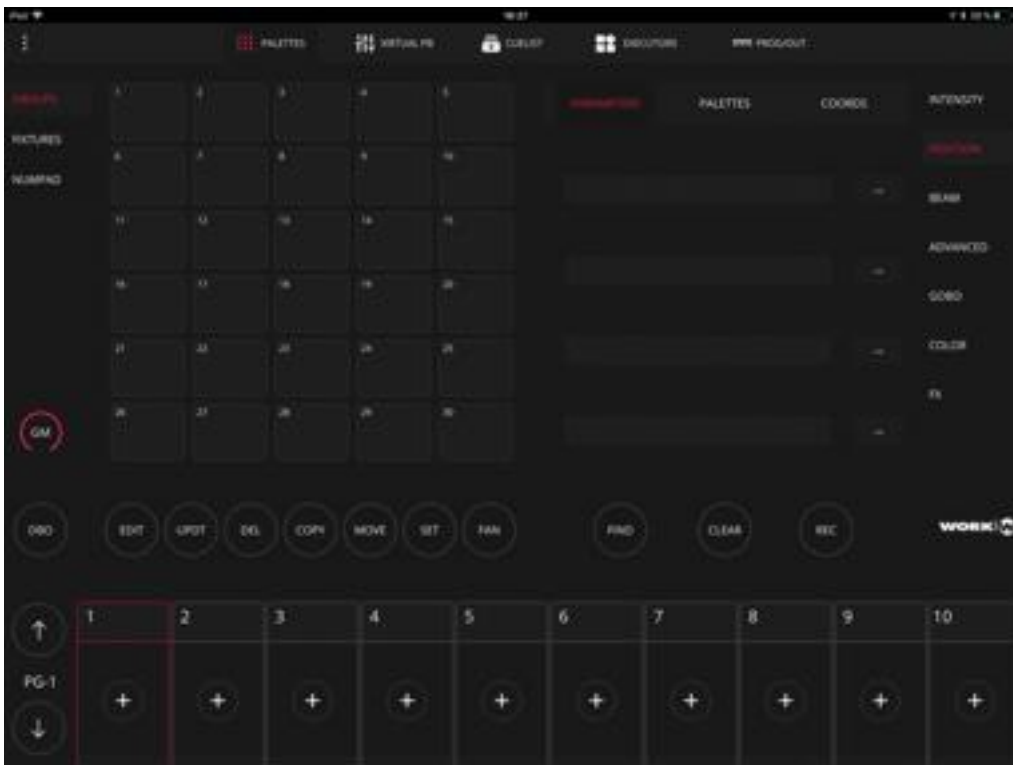 iPad 18:37
PALETTES VIRTUAL PB CUELIST EXECUTORS PROG/OUT
GROUPS
FIXTURES
NUMPAD
1 2 3 4 5
6 7 8 9 10
11 12 13 14 15
16 17 18 19 20
21 22 23 24 25
26 27 28 29 30
PARAMETERS PALETTES COORDS
INTENSITY
POSITION
BEAM
ADVANCED
GOBO
COLOR
FX
GM
DBO EDIT UPDT DEL COPY MOVE SET FAN FIND CLEAR REC
WORK
1 2 3 4 5 6 7 8 9 10
PG-1
+ + + + + + + + + +